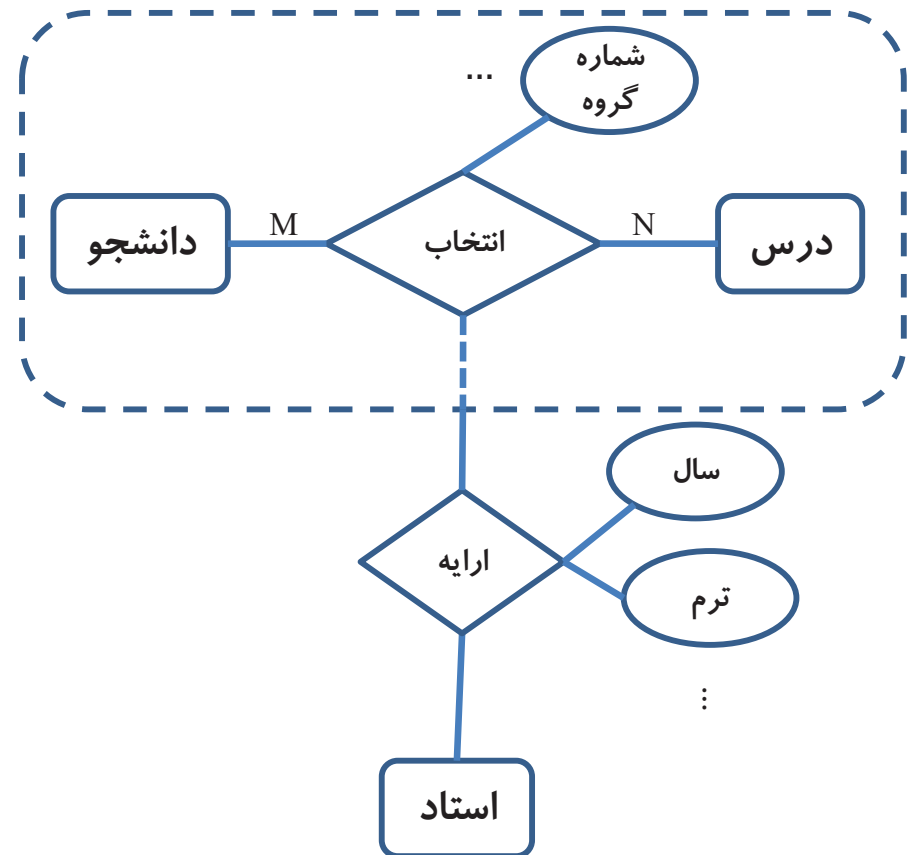 شماره
گروه
...
دانشجو
M
انتخاب
N
درس
سال
ارایه
ترم
...
استاد